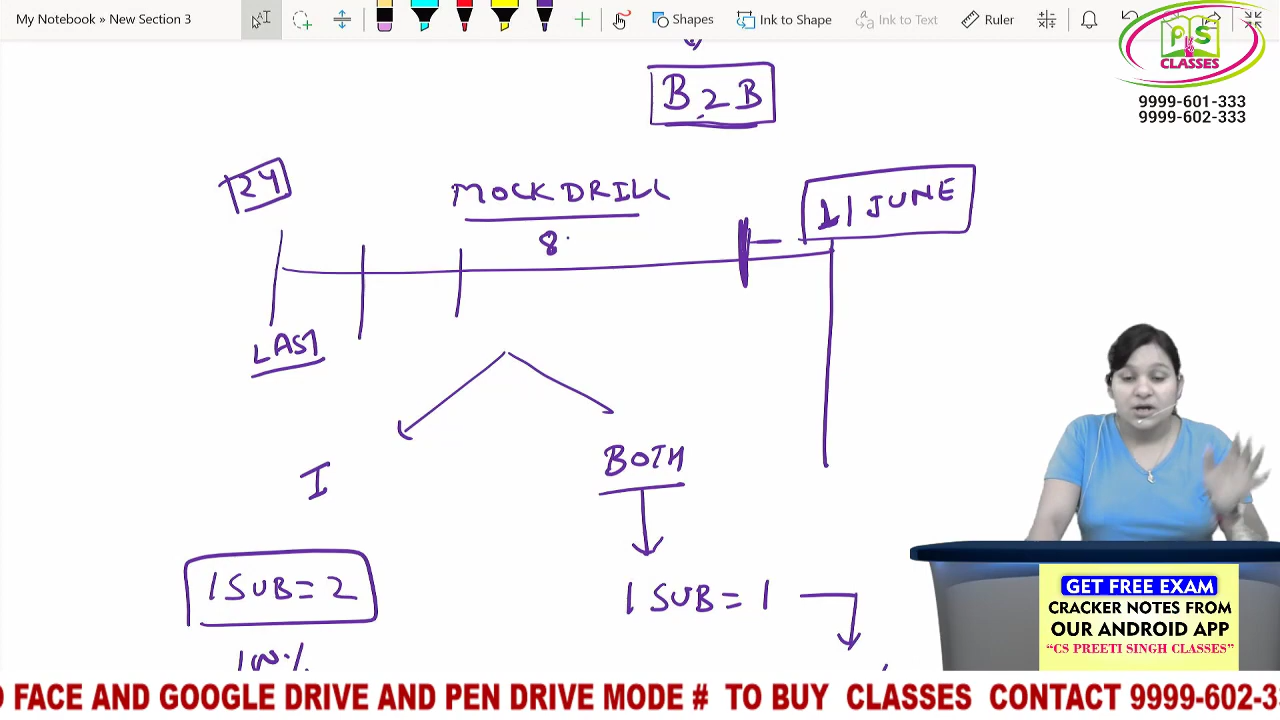 My Notebook » New Section 3
Shapes
Ink to Shape
Ink to Text
Ruler
PS
CLASSES
9999-601-333
9999-602-333
B2B
24
MOCK DRILL
11 JUNE
8
LAST
I
BOTH
1 SUB = 2
1 SUB = 1
100%
GET FREE EXAM
CRACKER NOTES FROM
OUR ANDROID APP
“CS PREETI SINGH CLASSES”
FACE AND GOOGLE DRIVE AND PEN DRIVE MODE # TO BUY CLASSES CONTACT 9999-602-3